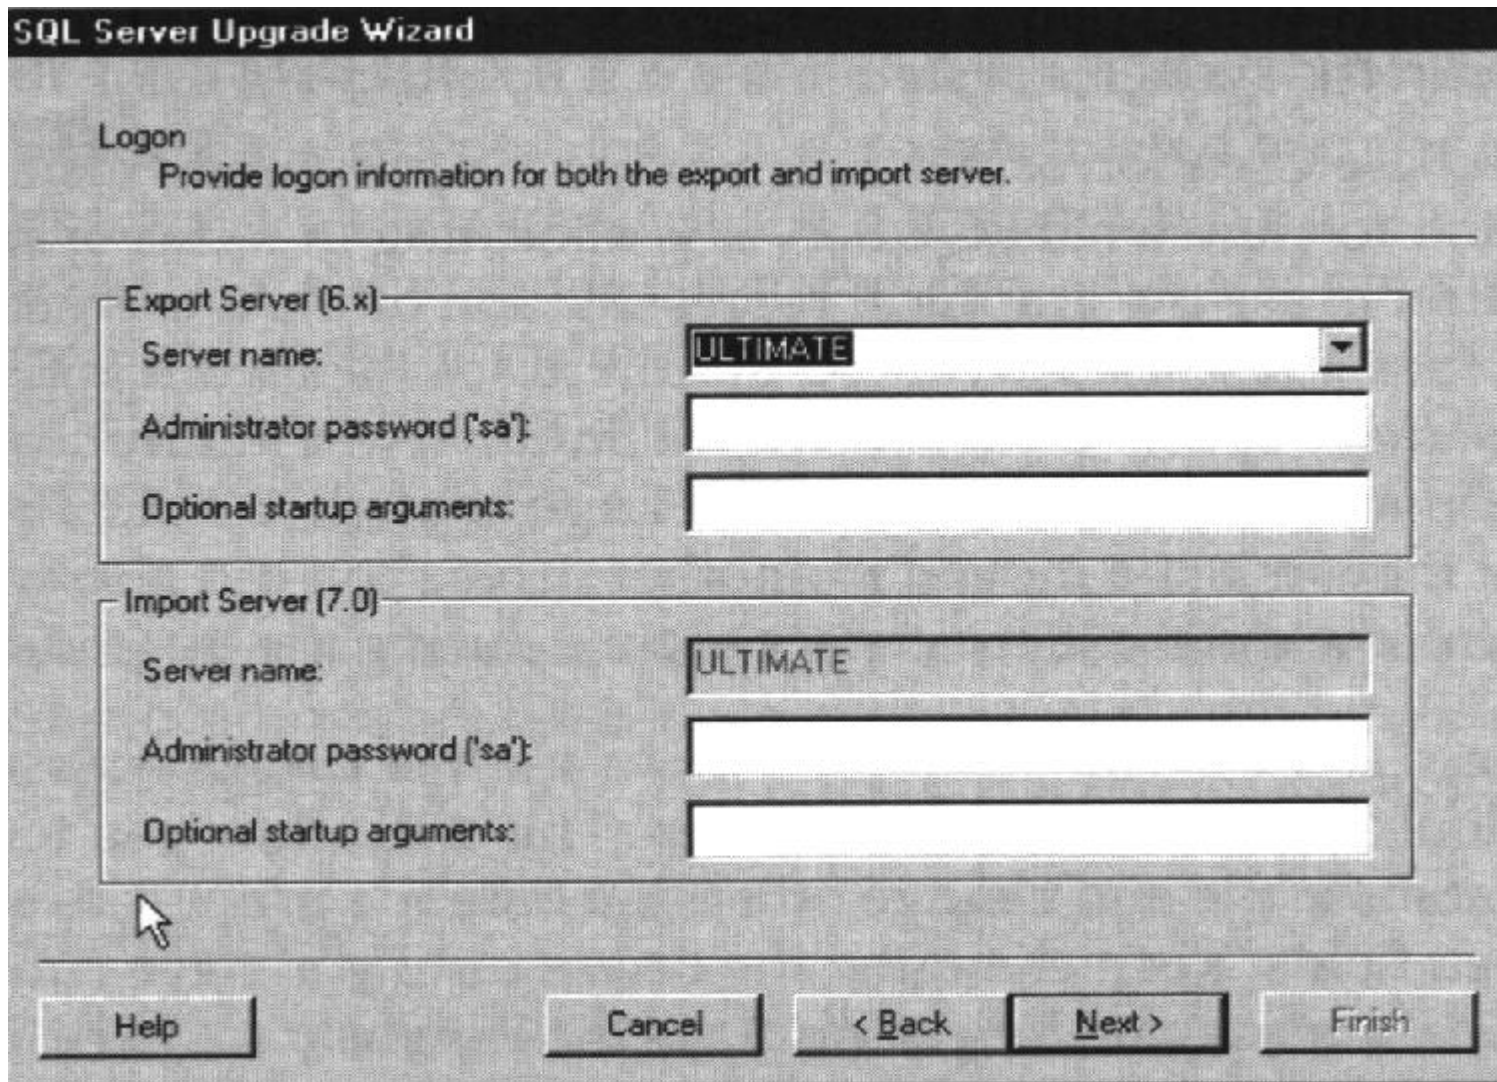 SQL Server Upgrade Wizard
Logon
Provide logon information for both the export and import server.
Export Server (6.x)
Server name:
ULTIMATE
Administrator password ('sa'):
Optional startup arguments:
Import Server (7.0)
Server name:
ULTIMATE
Administrator password ('sa'):
Optional startup arguments:
Help
Cancel
< Back
Next >
Finish